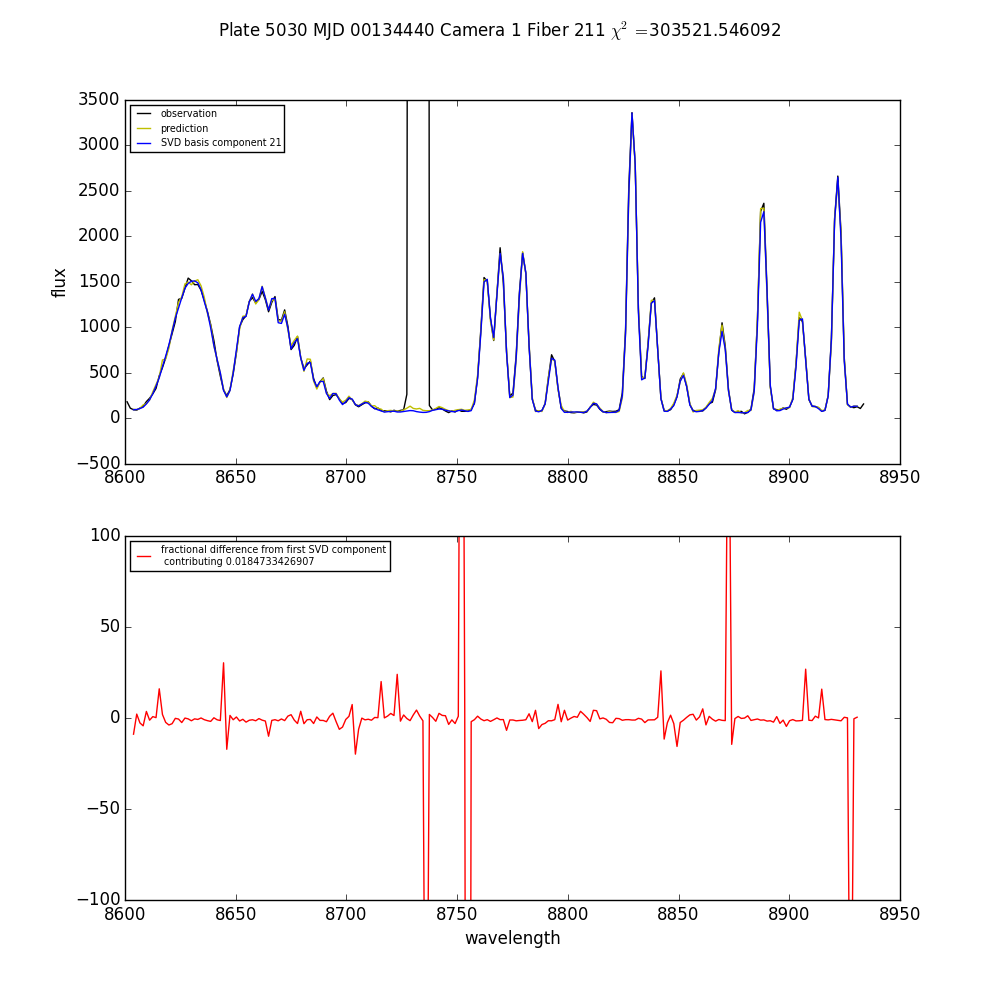 Plate 5030 MJD 00134440 Camera 1 Fiber 211 χ² =303521.546092
3500
3000
2500
2000
1500
1000
500
0
−500
flux
observation
prediction
SVD basis component 21
8600 8650 8700 8750 8800 8850 8900 8950
100
50
0
−50
−100
fractional difference from first SVD component
contributing 0.0184733426907
8600 8650 8700 8750 8800 8850 8900 8950
wavelength